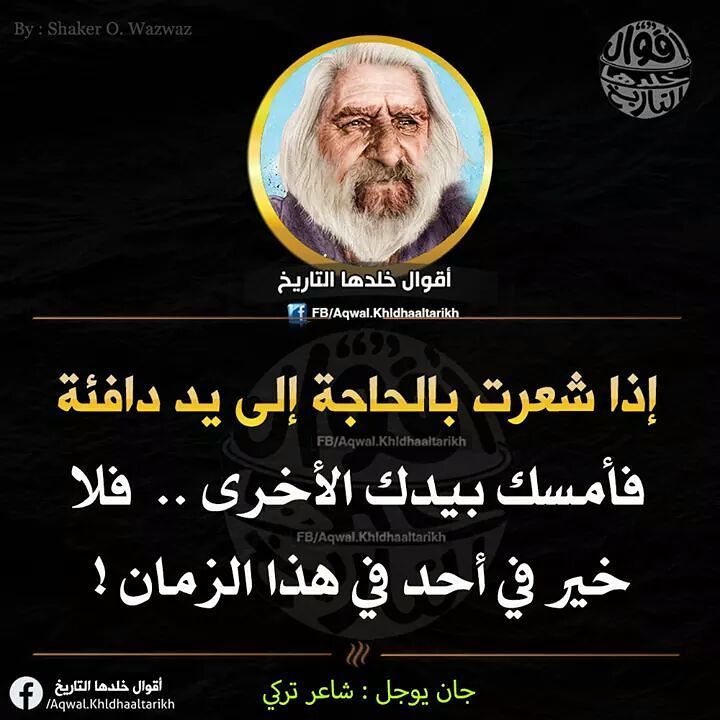 By : Shaker O. Wazwaz
أقوال
خلدها
التاريخ
أقوال خلدها التاريخ
FB/Aqwal.Khldhaaltarikh
إذا شعرت بالحاجة إلى يد دافئة
FB/Aqwal.Khldhaaltarikh
فأمسك بيدك الأخرى .. فلا
FB/Aqwal.Khldhaaltarikh
خير في أحد في هذا الزمان !
جان يوجل : شاعر تركي
أقوال خلدها التاريخ
/Aqwal.Khldhaaltarikh